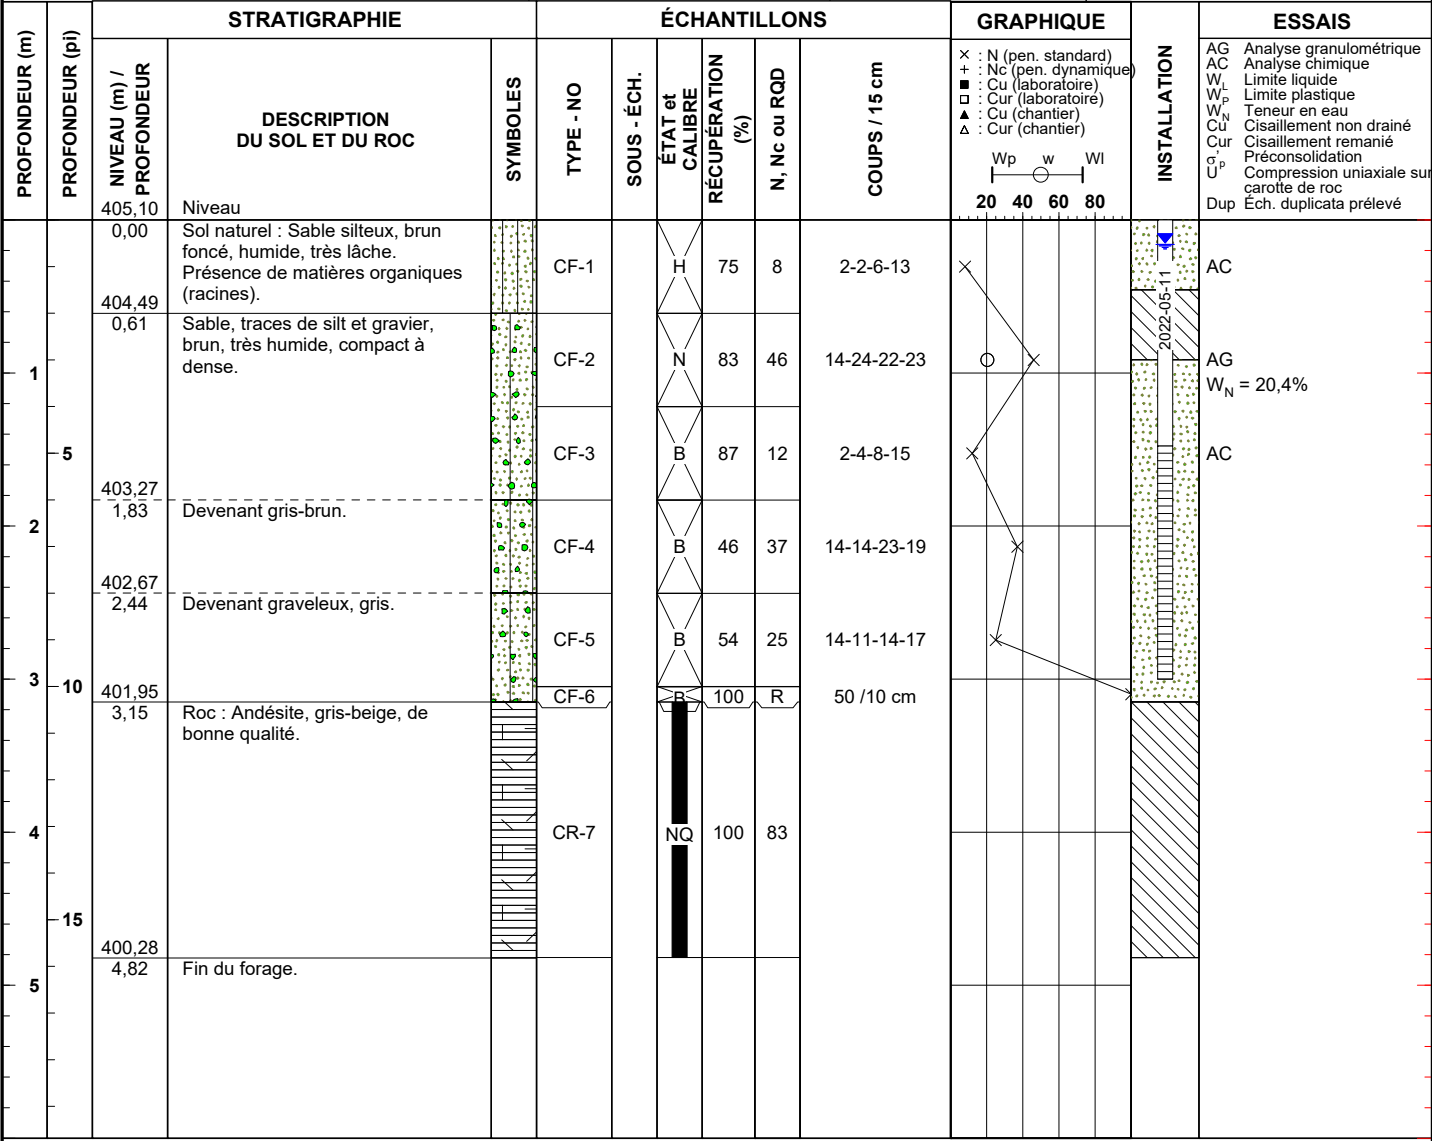 STRATIGRAPHIE
ÉCHANTILLONS
GRAPHIQUE
ESSAIS
PROFONDEUR (m)
PROFONDEUR (pi)
NIVEAU (m) /
PROFONDEUR
DESCRIPTION
DU SOL ET DU ROC
SYMBOLES
TYPE - NO
SOUS - ÉCH.
ÉTAT et
CALIBRE
RÉCUPÉRATION
(%)
N, Nc ou RQD
COUPS / 15 cm
× : N (pen. standard)
+ : Nc (pen. dynamique)
■ : Cu (laboratoire)
□ : Cur (laboratoire)
▲ : Cu (chantier)
△ : Cur (chantier)
Wp w Wl
20 40 60 80
INSTALLATION
AG Analyse granulométrique
AC Analyse chimique
W_L Limite liquide
W_P Limite plastique
W_N Teneur en eau
Cu Cisaillement non drainé
Cur Cisaillement remanié
σ'_p Préconsolidation
U Compression uniaxiale sur
carotte de roc
Dup Éch. duplicata prélevé
405,10 Niveau
0,00 Sol naturel : Sable silteux, brun
foncé, humide, très lâche.
Présence de matières organiques
(racines).
CF-1 H 75 8 2-2-6-13 AC
404,49
0,61 Sable, traces de silt et gravier,
brun, très humide, compact à
dense.
2022-05-11
CF-2 N 83 46 14-24-22-23 AG
1
W_N = 20,4%
5 CF-3 B 87 12 2-4-8-15 AC
403,27
1,83 Devenant gris-brun.
2
CF-4 B 46 37 14-14-23-19
402,67
2,44 Devenant graveleux, gris.
CF-5 B 54 25 14-11-14-17
3
10
401,95 CF-6 B 100 R 50 /10 cm
3,15 Roc : Andésite, gris-beige, de
bonne qualité.
4 CR-7 NQ 100 83
15
400,28
4,82 Fin du forage.
5